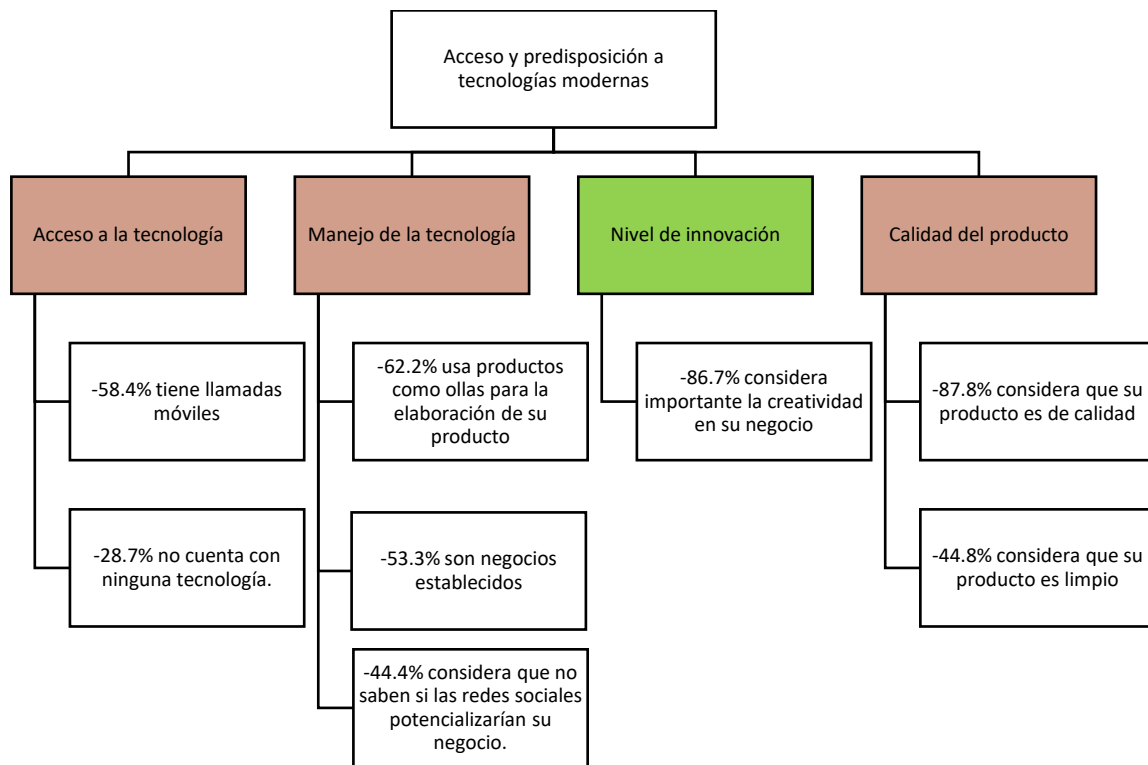 Acceso y predisposición a
tecnologías modernas
Acceso a la tecnología
Manejo de la tecnología
Nivel de innovación
Calidad del producto
-58.4% tiene llamadas
móviles
-28.7% no cuenta con
ninguna tecnología.
-62.2% usa productos
como ollas para la
elaboración de su
producto
-53.3% son negocios
establecidos
-44.4% considera que no
saben si las redes sociales
potencializarían su
negocio.
-86.7% considera
importante la creatividad
en su negocio
-87.8% considera que su
producto es de calidad
-44.8% considera que su
producto es limpio